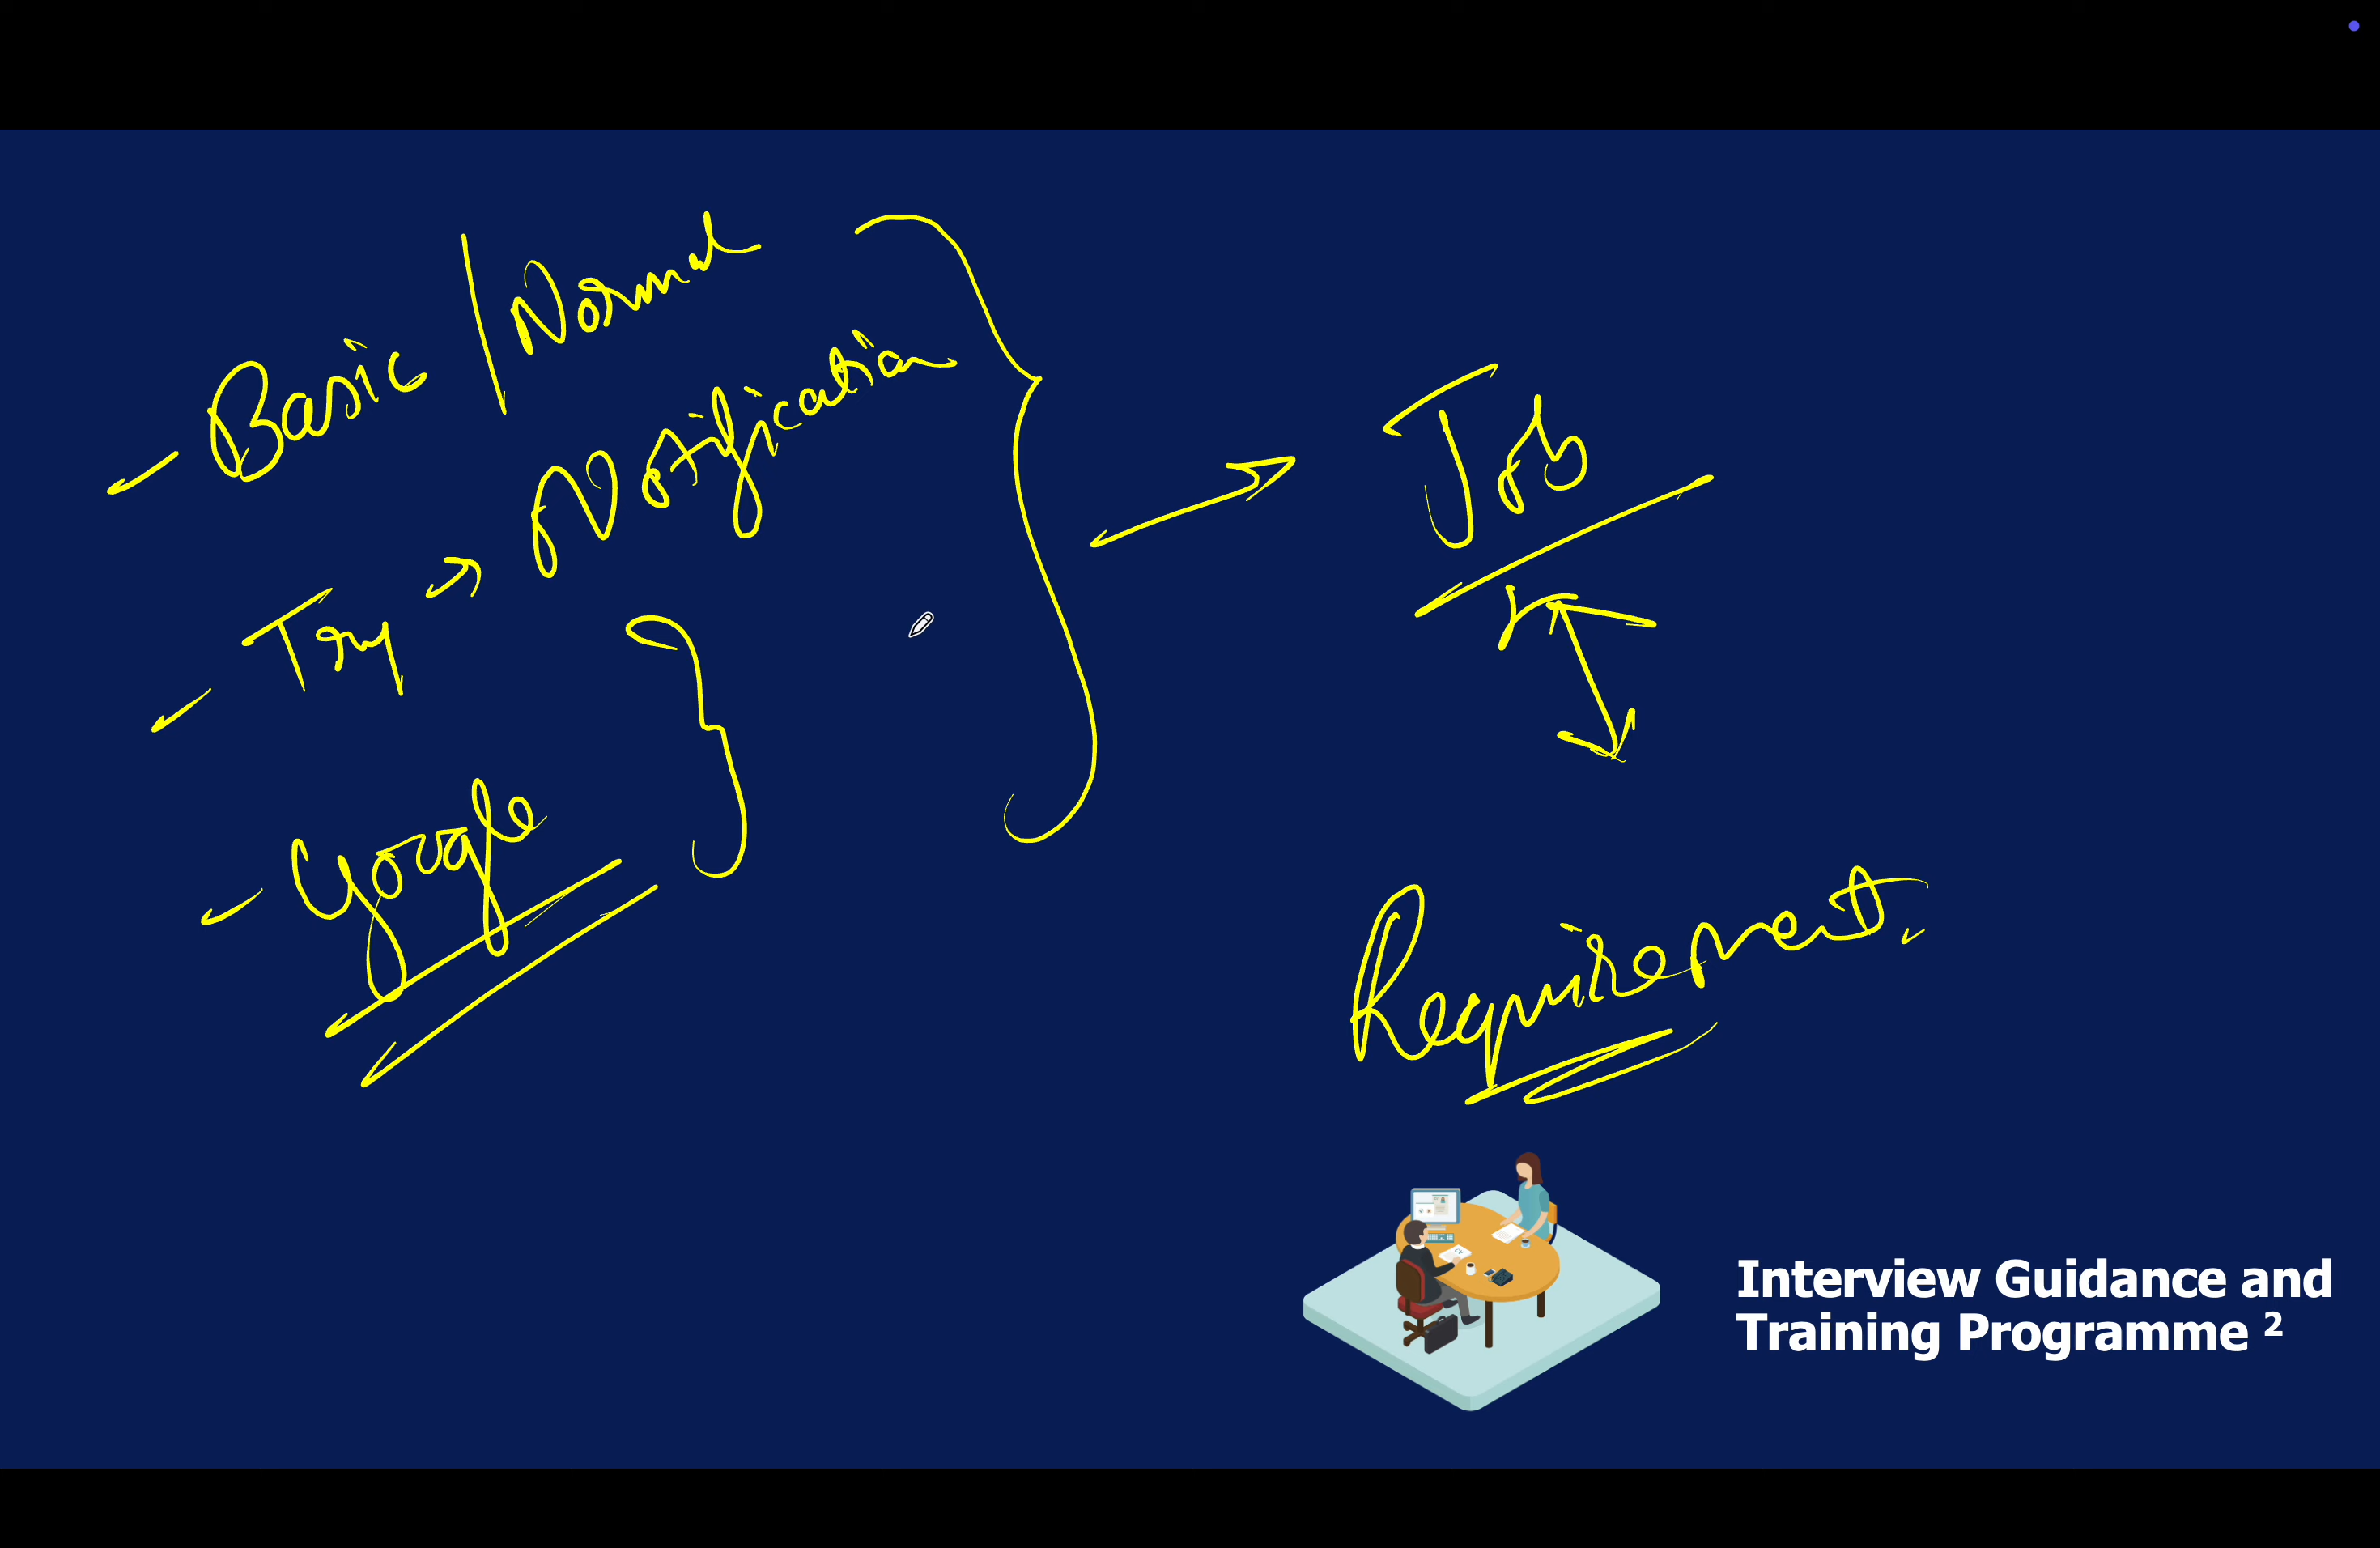 - Basic / Normal
- Try → Notification
- Google
→ Job
Requirement.
Interview Guidance and
Training Programme ²